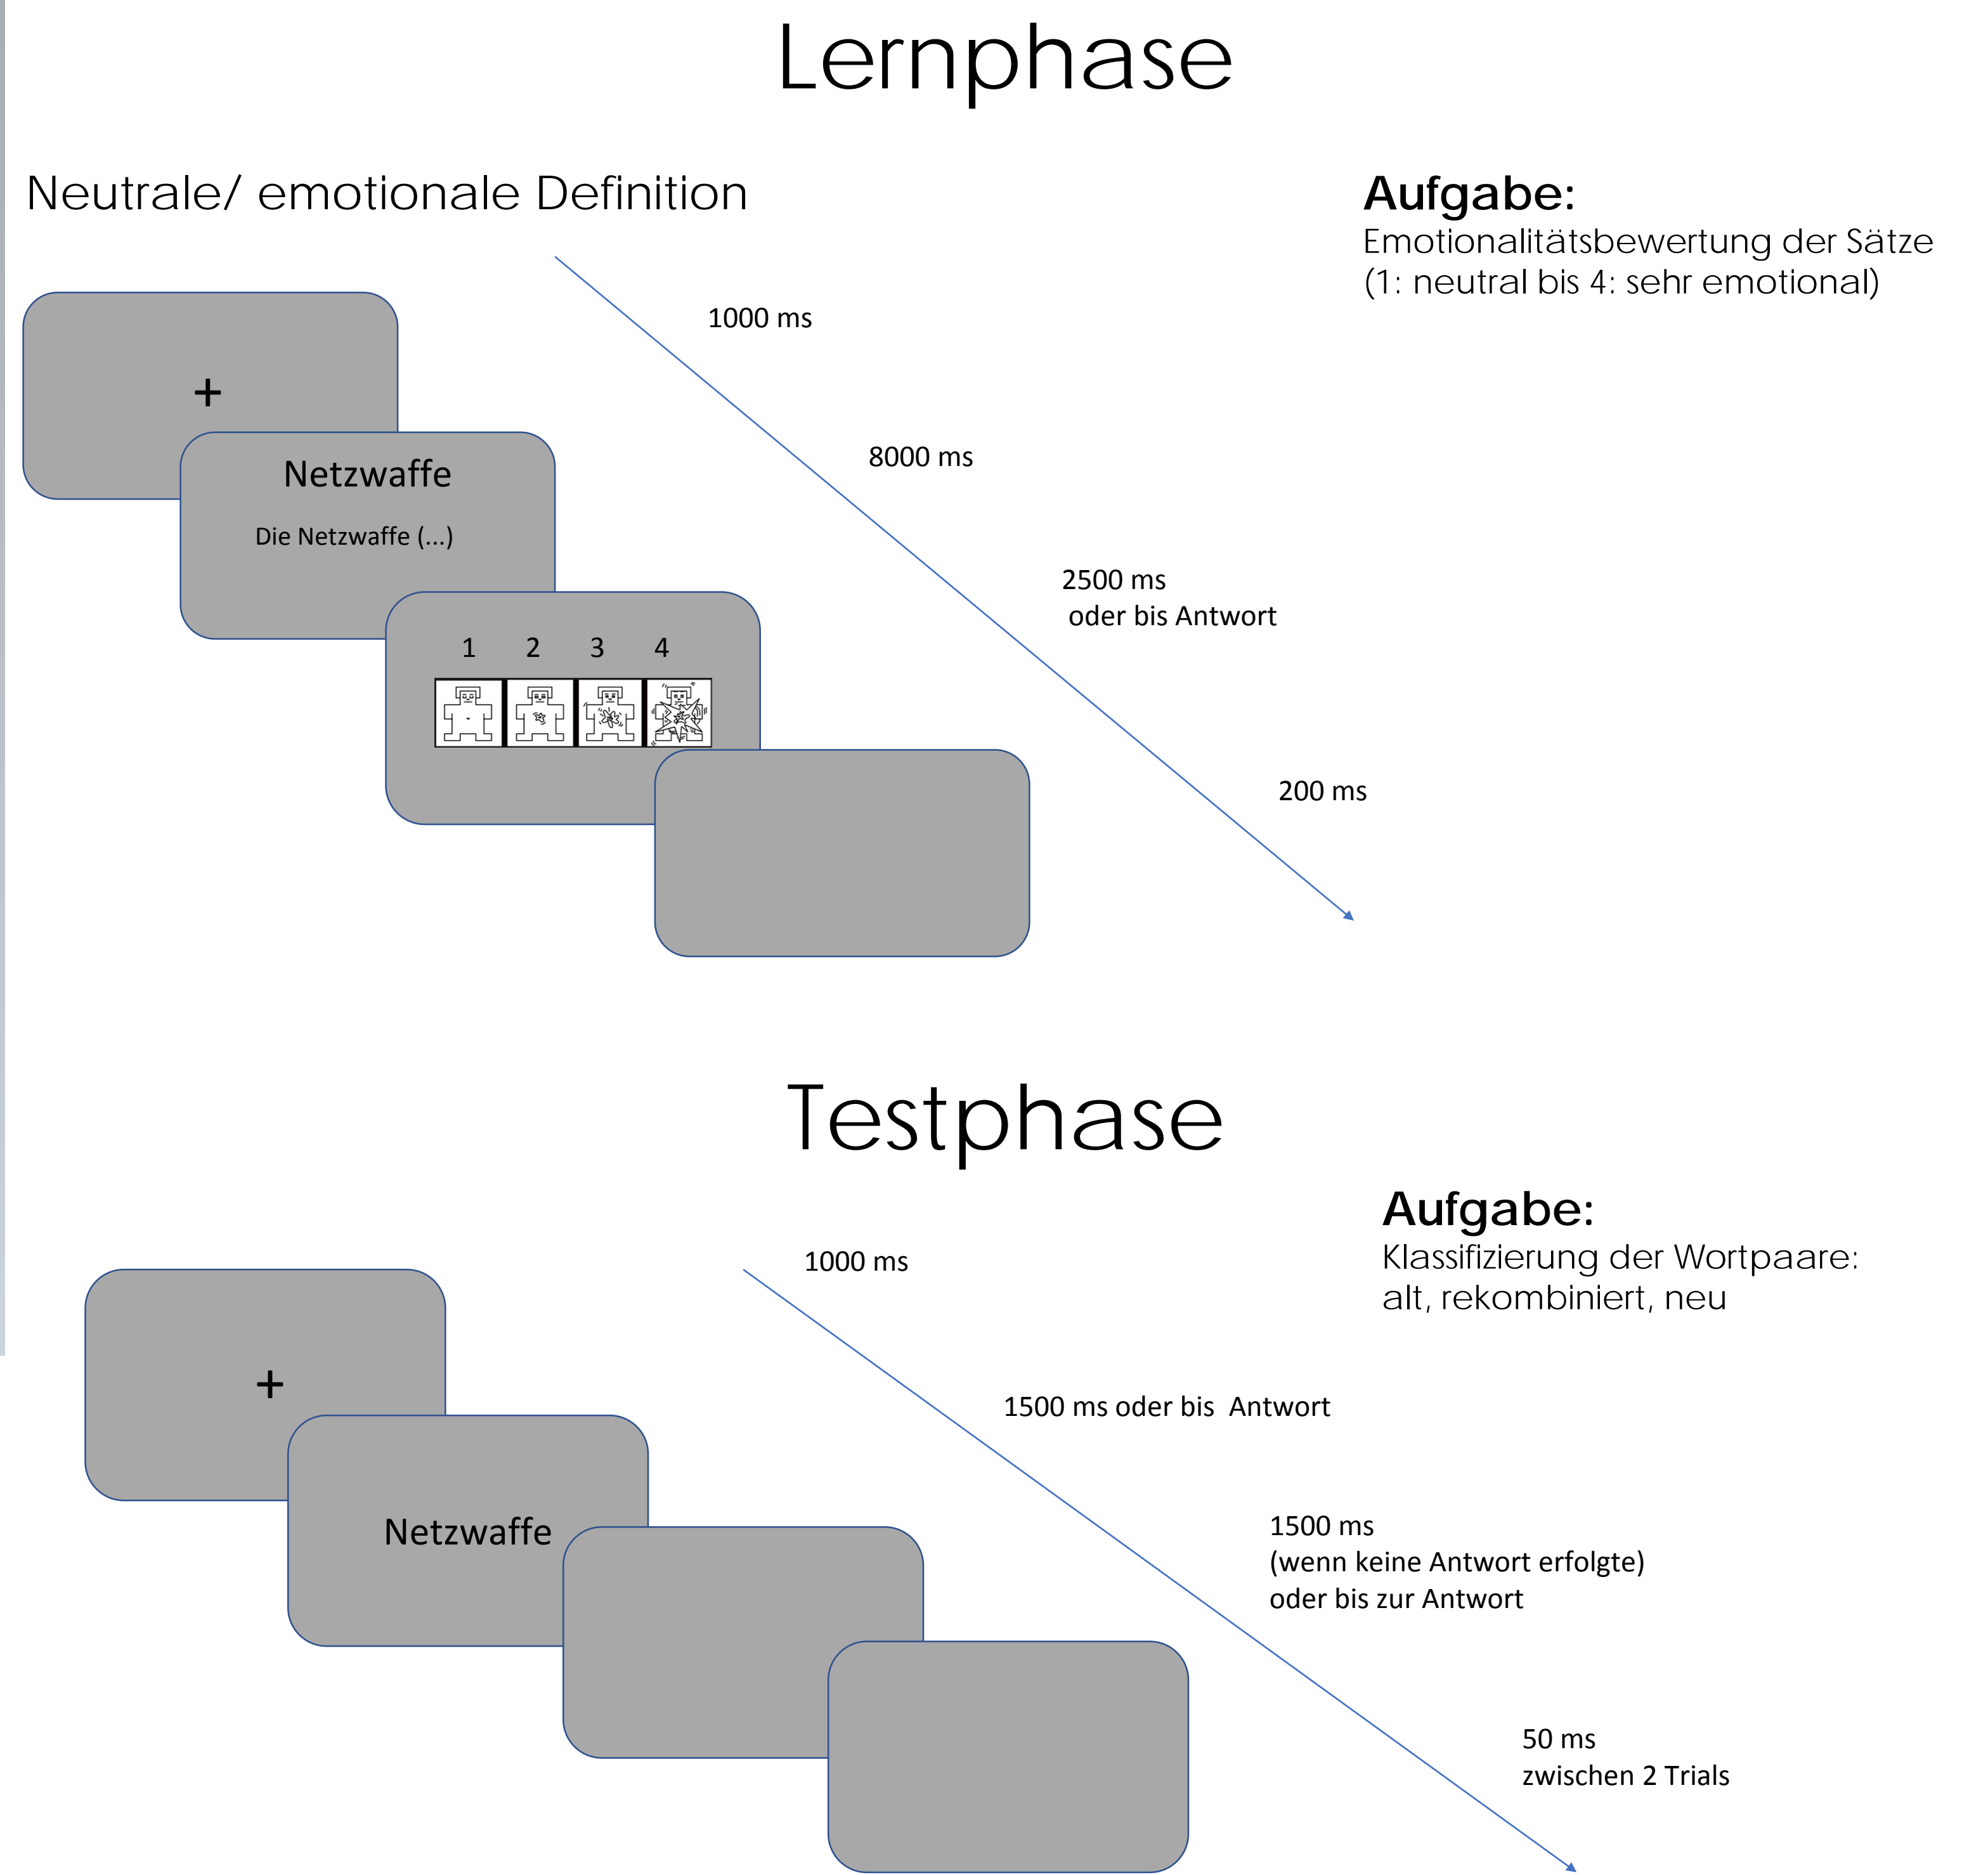 Lernphase
Neutrale/ emotionale Definition
Aufgabe:
Emotionalitätsbewertung der Sätze
(1: neutral bis 4: sehr emotional)
1000 ms
+
8000 ms
Netzwaffe
Die Netzwaffe (...)
2500 ms
oder bis Antwort
1 2 3 4
200 ms
Testphase
Aufgabe:
Klassifizierung der Wortpaare:
alt, rekombiniert, neu
1000 ms
+
1500 ms oder bis Antwort
Netzwaffe
1500 ms
(wenn keine Antwort erfolgte)
oder bis zur Antwort
50 ms
zwischen 2 Trials